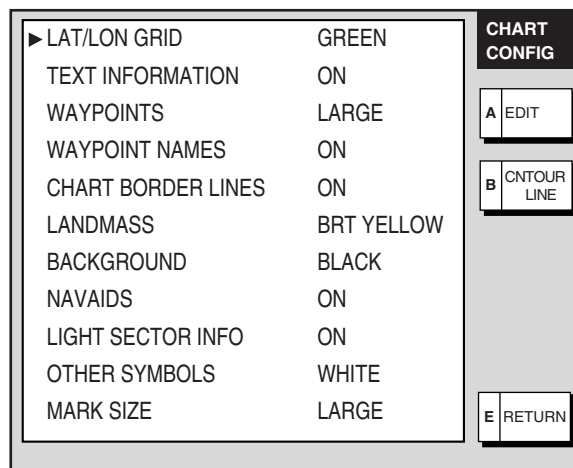 ►LAT/LON GRID GREEN
TEXT INFORMATION ON
WAYPOINTS LARGE
WAYPOINT NAMES ON
CHART BORDER LINES ON
LANDMASS BRT YELLOW
BACKGROUND BLACK
NAVAIDS ON
LIGHT SECTOR INFO ON
OTHER SYMBOLS WHITE
MARK SIZE LARGE
CHART
CONFIG
A EDIT
B CNTOUR
LINE
E RETURN